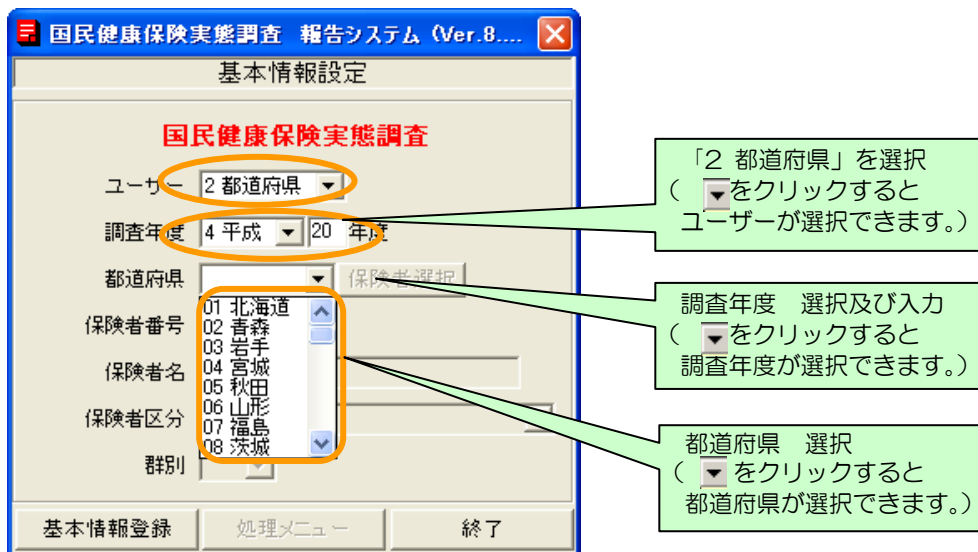 国民健康保険実態調査 報告システム (Ver.8....
基本情報設定
国民健康保険実態調査
ユーザー 2 都道府県
調査年度 4 平成 20 年度
都道府県 保険者選択
01 北海道
02 青森
03 岩手
04 宮城
05 秋田
06 山形
07 福島
08 茨城
保険者番号
保険者名
保険者区分
群別
基本情報登録 処理メニュー 終了
「2 都道府県」を選択
( をクリックすると
ユーザーが選択できます。)
調査年度 選択及び入力
( をクリックすると
調査年度が選択できます。)
都道府県 選択
( をクリックすると
都道府県が選択できます。)